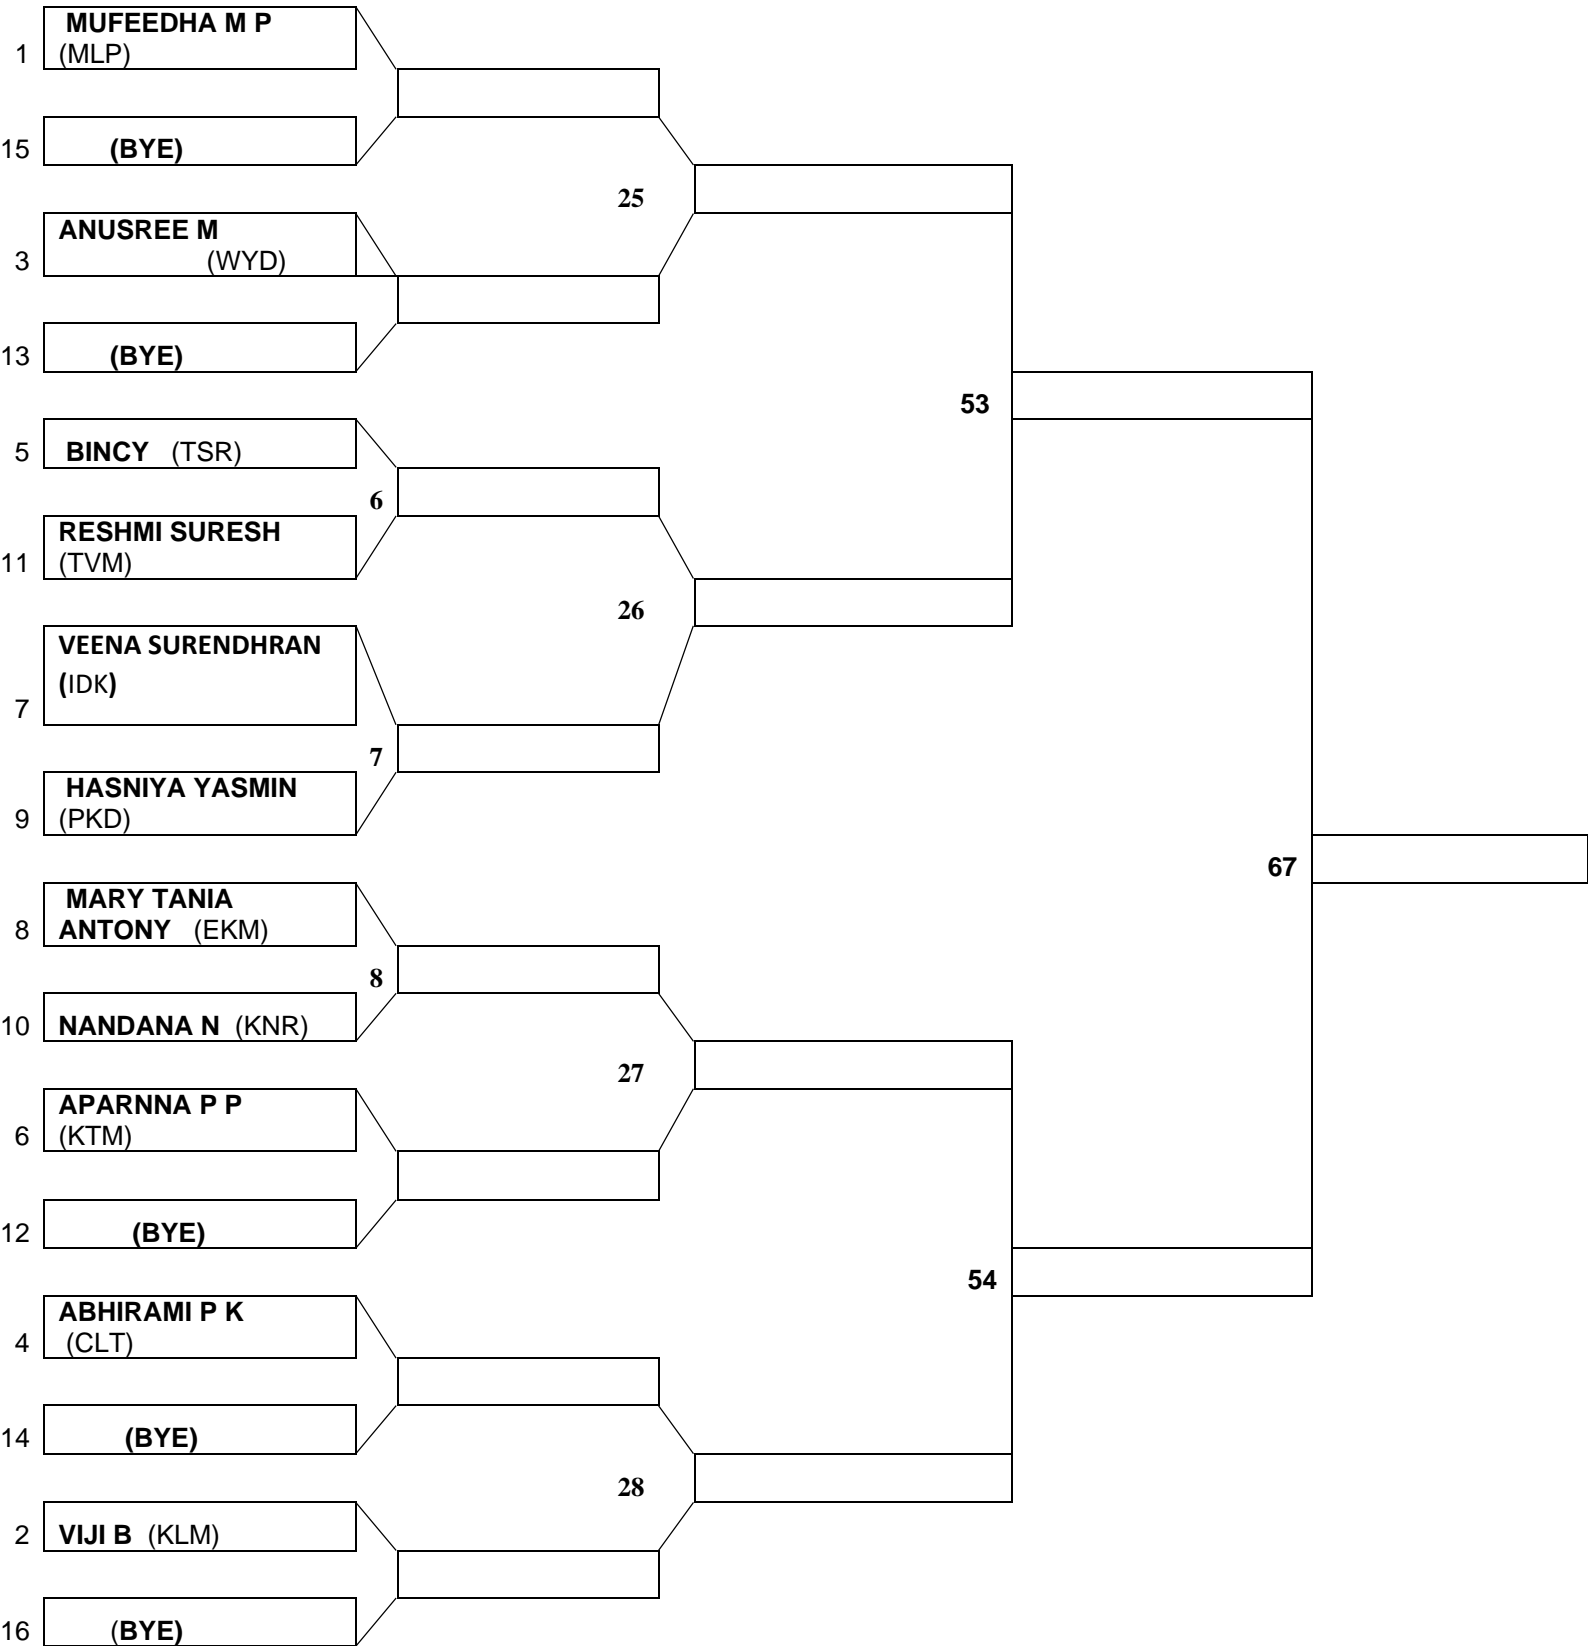 MUFEEDHA M P
1 (MLP)
15 (BYE)
25
ANUSREE M
3 (WYD)
13 (BYE)
53
5 BINCY (TSR)
6
RESHMI SURESH
11 (TVM)
26
VEENA SURENDHRAN
(IDK)
7
7
HASNIYA YASMIN
9 (PKD)
67
MARY TANIA
8 ANTONY (EKM)
8
10 NANDANA N (KNR)
27
APARNNA P P
6 (KTM)
12 (BYE)
54
ABHIRAMI P K
4 (CLT)
14 (BYE)
28
2 VIJI B (KLM)
16 (BYE)